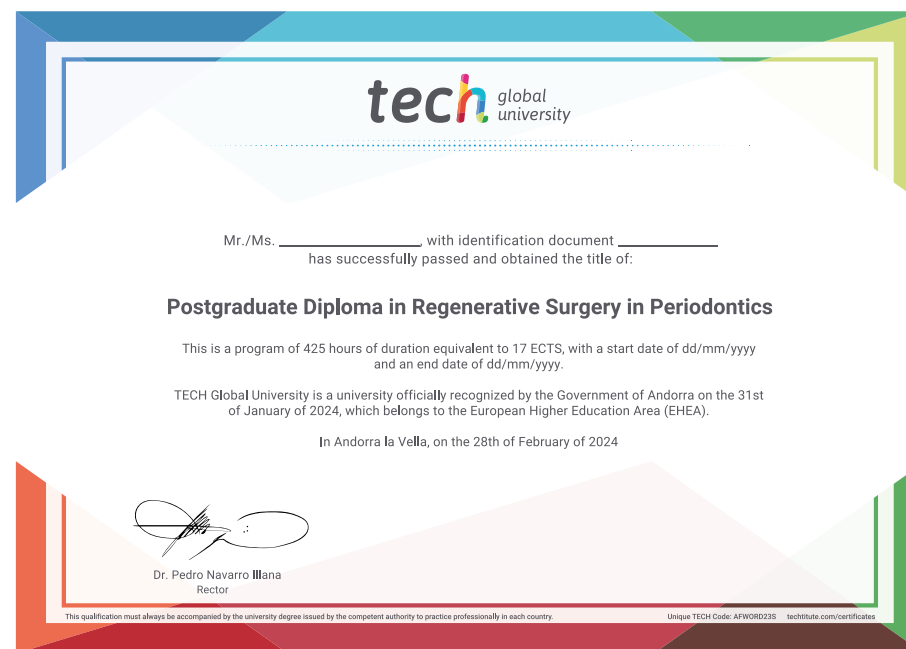 tech global
university
Mr./Ms. ____________________, with identification document ______________
has successfully passed and obtained the title of:
Postgraduate Diploma in Regenerative Surgery in Periodontics
This is a program of 425 hours of duration equivalent to 17 ECTS, with a start date of dd/mm/yyyy
and an end date of dd/mm/yyyy.
TECH Global University is a university officially recognized by the Government of Andorra on the 31st
of January of 2024, which belongs to the European Higher Education Area (EHEA).
In Andorra la Vella, on the 28th of February of 2024
Dr. Pedro Navarro Illana
Rector
This qualification must always be accompanied by the university degree issued by the competent authority to practice professionally in each country.
Unique TECH Code: AFWORD23S techtitute.com/certificates